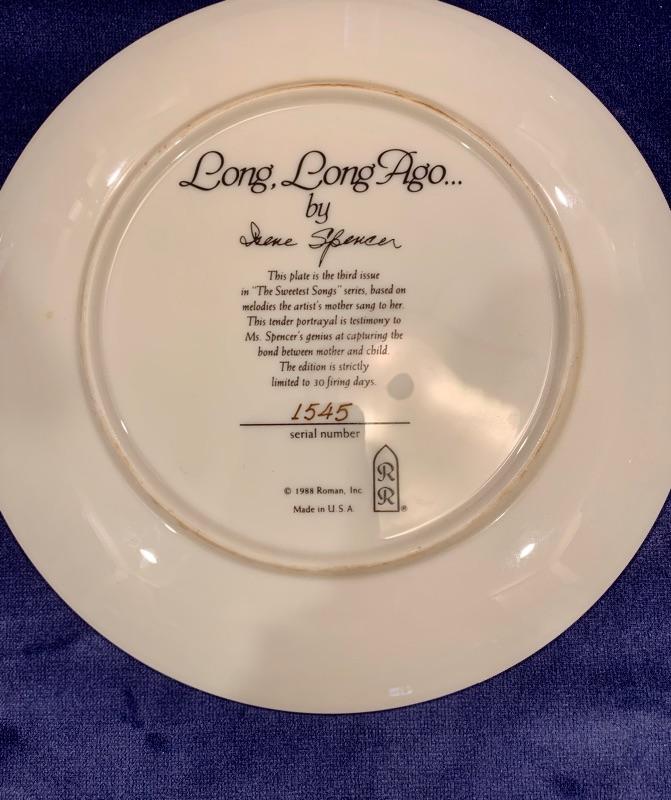 Long, Long Ago...
by
Irene Spencer
This plate is the third issue
in "The Sweetest Songs" series, based on
melodies the artist's mother sang to her.
This tender portrayal is testimony to
Ms. Spencer's genius at capturing the
bond between mother and child.
The edition is strictly
limited to 30 firing days.
1545
serial number
© 1988 Roman, Inc
Made in U.S.A
R
R
®